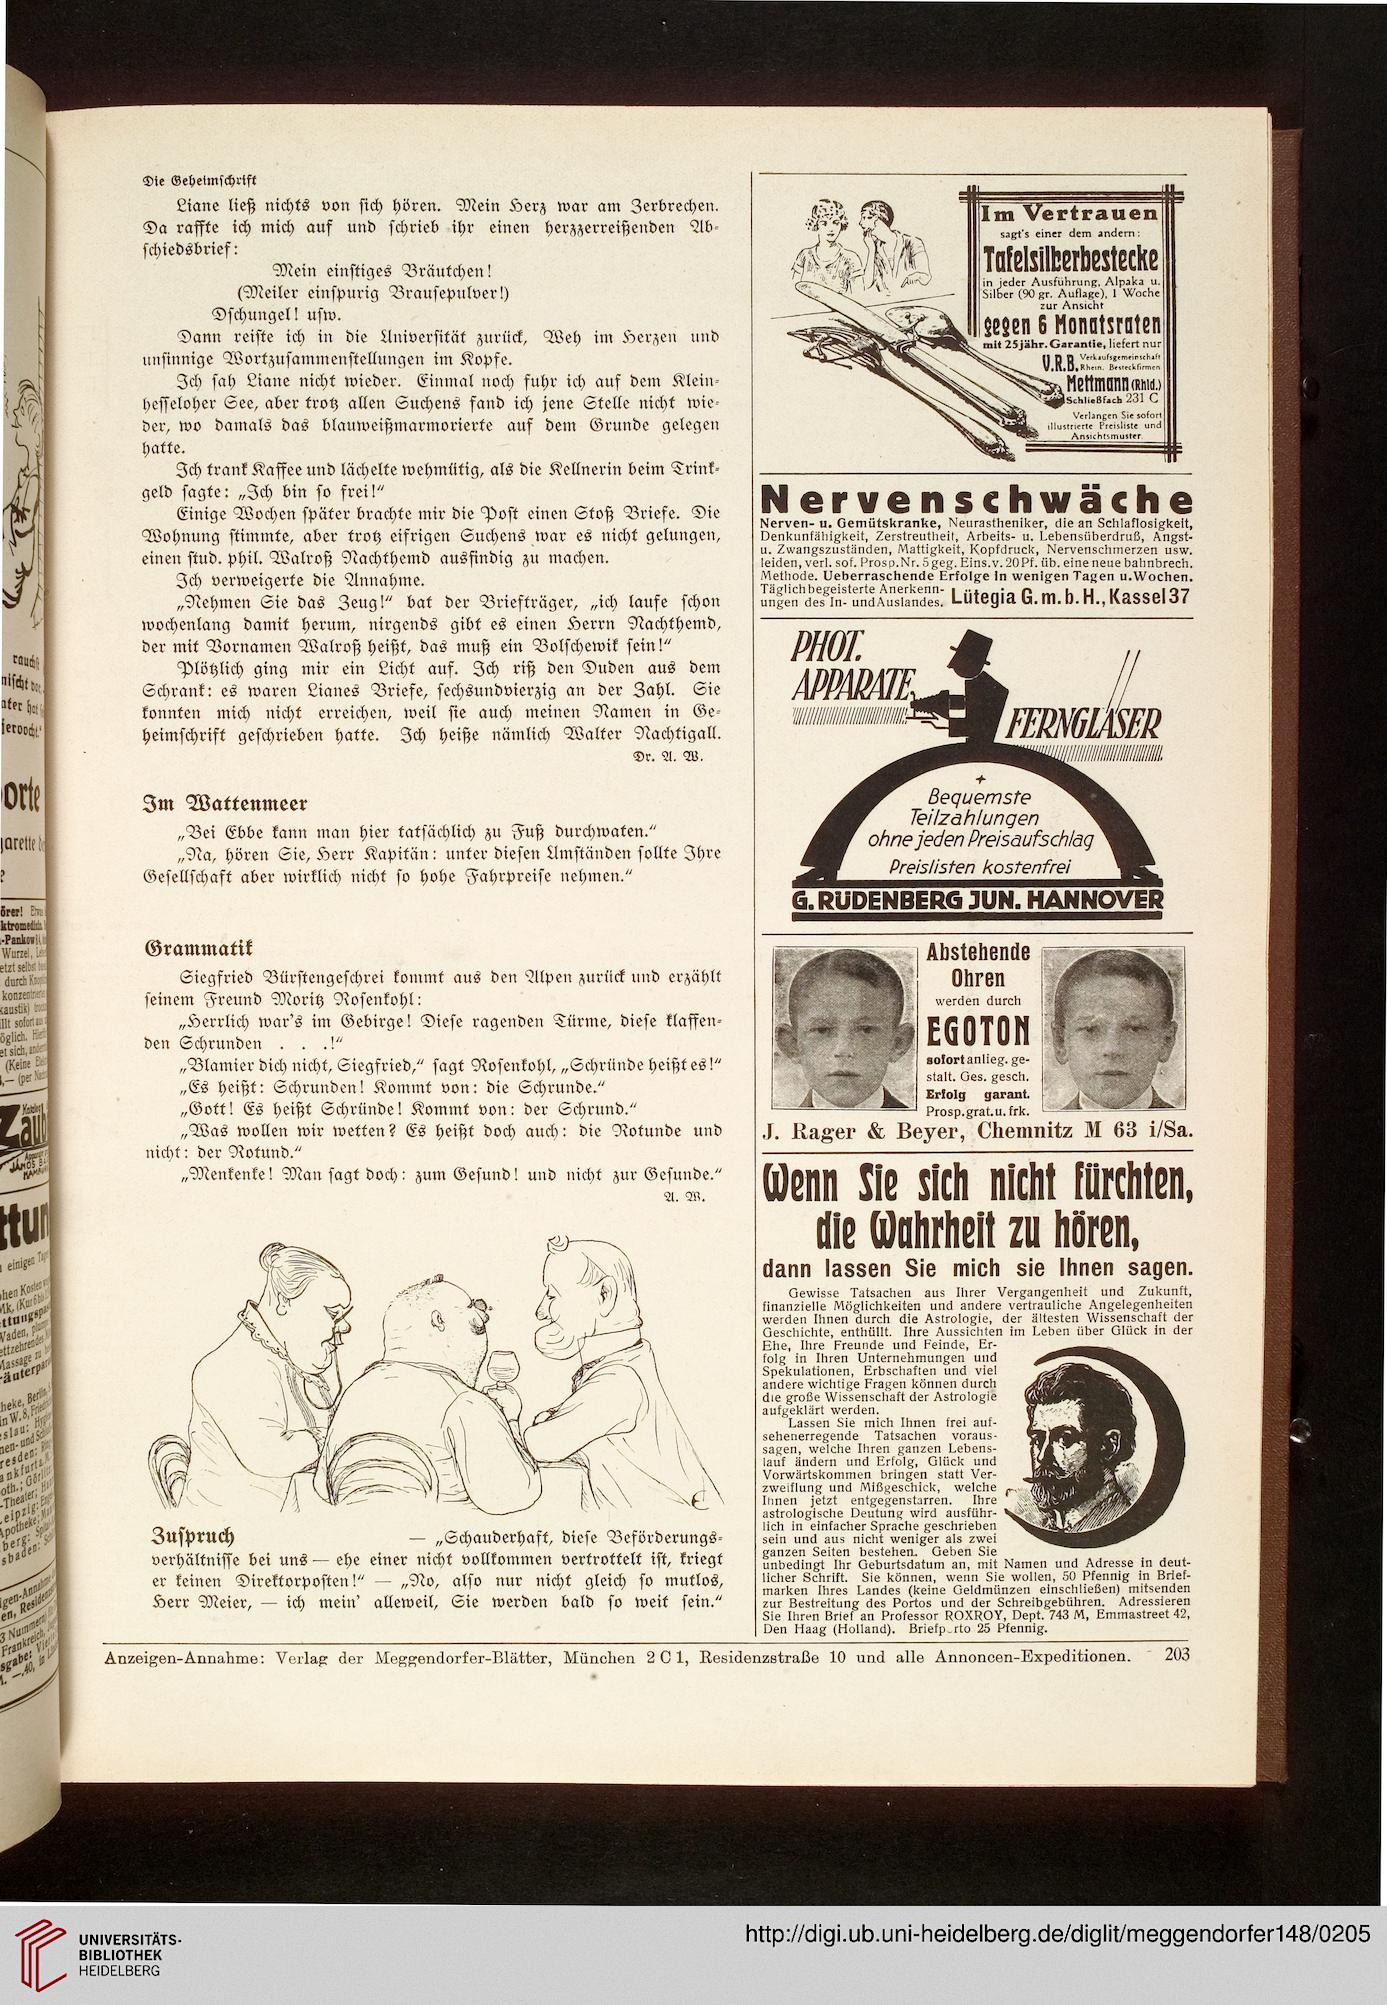 Die Geheimschrift
Liane ließ nichts von sich hören. Mein Herz war am Zerbrechen.
Da raffte ich mich auf und schrieb ihr einen herzzerreißenden Ab-
schiedsbrief:
Mein einstiges Bräutchen!
(Meiler einspurig Brausepulver!)
Dschungel! usw.
Dann reiste ich in die Universität zurück, Weh im Herzen und
unsinnige Wortzusammenstellungen im Kopfe.
Ich sah Liane nicht wieder. Einmal noch fuhr ich auf dem Klein-
hesseloher See, aber trotz allen Suchens fand ich jene Stelle nicht wie-
der, wo damals das blauweißmarmorierte auf dem Grunde gelegen
hatte.
Ich trank Kaffee und lächelte wehmütig, als die Kellnerin beim Trink-
geld sagte: „Ich bin so frei!“
Einige Wochen später brachte mir die Post einen Stoß Briefe. Die
Wohnung stimmte, aber trotz eifrigen Suchens war es nicht gelungen,
einen stud. phil. Walroß Nachthemd ausfindig zu machen.
Ich verweigerte die Annahme.
„Nehmen Sie das Zeug!“ bat der Briefträger, „ich laufe schon
wochenlang damit herum, nirgends gibt es einen Herrn Nachthemd,
der mit Vornamen Walroß heißt, das muß ein Bolschewik sein!“
Plötzlich ging mir ein Licht auf. Ich riß den Duden aus dem
Schrank: es waren Lianes Briefe, sechsundvierzig an der Zahl. Sie
konnten mich nicht erreichen, weil sie auch meinen Namen in Ge-
heimschrift geschrieben hatte. Ich heiße nämlich Walter Nachtigall.
Dr. A. W.
Im Wattenmeer
„Bei Ebbe kann man hier tatsächlich zu Fuß durchwaten.“
„Na, hören Sie, Herr Kapitän: unter diesen Umständen sollte Ihre
Gesellschaft aber wirklich nicht so hohe Fahrpreise nehmen.“
Grammatik
Siegfried Bürstengeschrei kommt aus den Alpen zurück und erzählt
seinem Freund Moritz Rosenkohl:
„Herrlich war's im Gebirge! Diese ragenden Türme, diese klaffen-
den Schrunden . . .!“
„Blamier dich nicht, Siegfried,“ sagt Rosenkohl, „Schründe heißt es!“
„Es heißt: Schrunden! Kommt von: die Schrunde.“
„Gott! Es heißt Schründe! Kommt von: der Schrund.“
„Was wollen wir wetten? Es heißt doch auch: die Rotunde und
nicht: der Rotund.“
„Menkenke! Man sagt doch: zum Gesund! und nicht zur Gesunde.“
A. W.
Zuspruch — „Schauderhaft, diese Beförderungs-
verhältnisse bei uns — ehe einer nicht vollkommen vertrottelt ist, kriegt
er keinen Direktorposten!“ — „No, also nur nicht gleich so mutlos,
Herr Meier, — ich mein' alleweil, Sie werden bald so weit sein.“
Im Vertrauen
sagt's einer dem andern:
Tafelsilberbestecke
in jeder Ausführung, Alpaka u.
Silber (90 gr. Auflage), 1 Woche
zur Ansicht
gegen 6 Monatsraten
mit 25jähr. Garantie, liefert nur
V.R.B. Verkaufsgemeinschaft
Rhein. Besteckfirmen
Mettmann (Rhld.)
Schließfach 231 C
Verlangen Sie sofort
illustrierte Preisliste und
Ansichtsmuster.
Nervenschwäche
Nerven- u. Gemütskranke, Neurastheniker, die an Schlaflosigkeit,
Denkunfähigkeit, Zerstreutheit, Arbeits- u. Lebensüberdruß, Angst-
u. Zwangszuständen, Mattigkeit, Kopfdruck, Nervenschmerzen usw.
leiden, verl. sof. Prosp. Nr. 5 geg. Eins. v. 20 Pf. üb. eine neue bahnbrech.
Methode. Ueberraschende Erfolge in wenigen Tagen u. Wochen.
Täglich begeisterte Anerkenn-
ungen des In- und Auslandes. Lütegia G.m.b.H., Kassel 37
PHOT.
APPARATE
FERNGLÄSER
Bequemste
Teilzahlungen
ohne jeden Preisaufschlag
Preislisten kostenfrei
G. RÜDENBERG JUN. HANNOVER
Abstehende
Ohren
werden durch
EGOTON
sofort anlieg. ge-
stalt. Ges. gesch.
Erfolg garant.
Prosp. grat. u. frk.
J. Rager & Beyer, Chemnitz M 63 i/Sa.
Wenn Sie sich nicht fürchten,
die Wahrheit zu hören,
dann lassen Sie mich sie Ihnen sagen.
Gewisse Tatsachen aus Ihrer Vergangenheit und Zukunft,
finanzielle Möglichkeiten und andere vertrauliche Angelegenheiten
werden Ihnen durch die Astrologie, der ältesten Wissenschaft der
Geschichte, enthüllt. Ihre Aussichten im Leben über Glück in der
Ehe, Ihre Freunde und Feinde, Er-
folg in Ihren Unternehmungen und
Spekulationen, Erbschaften und viel
andere wichtige Fragen können durch
die große Wissenschaft der Astrologie
aufgeklärt werden.
Lassen Sie mich Ihnen frei auf-
sehenerregende Tatsachen voraus-
sagen, welche Ihren ganzen Lebens-
lauf ändern und Erfolg, Glück und
Vorwärtskommen bringen statt Ver-
zweiflung und Mißgeschick, welche
Ihnen jetzt entgegenstarren. Ihre
astrologische Deutung wird ausführ-
lich in einfacher Sprache geschrieben
sein und aus nicht weniger als zwei
ganzen Seiten bestehen. Geben Sie
unbedingt Ihr Geburtsdatum an, mit Namen und Adresse in deut-
licher Schrift. Sie können, wenn Sie wollen, 50 Pfennig in Brief-
marken Ihres Landes (keine Geldmünzen einschließen) mitsenden
zur Bestreitung des Portos und der Schreibgebühren. Adressieren
Sie Ihren Brief an Professor ROXROY, Dept. 743 M, Emmastreet 42,
Den Haag (Holland). Briefporto 25 Pfennig.
Anzeigen-Annahme: Verlag der Meggendorfer-Blätter, München 2 C 1, Residenzstraße 10 und alle Annoncen-Expeditionen. 203
UNIVERSITÄTS-
BIBLIOTHEK
HEIDELBERG
http://digi.ub.uni-heidelberg.de/diglit/meggendorfer148/0205